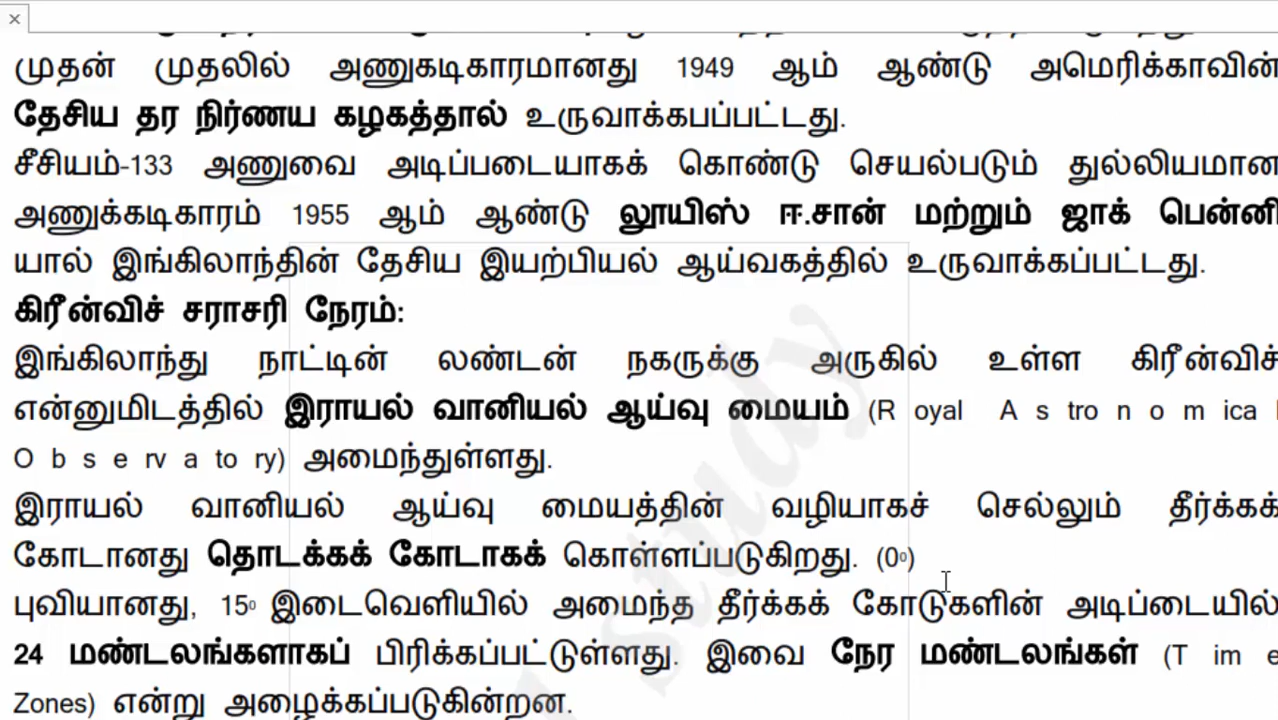 முதன் முதலில் அணுகடிகாரமானது 1949 ஆம் ஆண்டு அமெரிக்காவின்
தேசிய தர நிர்ணய கழகத்தால் உருவாக்கபப்பட்டது.
சீசியம்-133 அணுவை அடிப்படையாகக் கொண்டு செயல்படும் துல்லியமான
அணுக்கடிகாரம் 1955 ஆம் ஆண்டு லூயிஸ் ஈ.சான் மற்றும் ஜாக் பென்னி
யால் இங்கிலாந்தின் தேசிய இயற்பியல் ஆய்வகத்தில் உருவாக்கப்பட்டது.
கிரீன்விச் சராசரி நேரம்:
இங்கிலாந்து நாட்டின் லண்டன் நகருக்கு அருகில் உள்ள கிரீன்விச்
என்னுமிடத்தில் இராயல் வானியல் ஆய்வு மையம் (R oyal A s tro n o m ica l
O b s e rv a to ry) அமைந்துள்ளது.
இராயல் வானியல் ஆய்வு மையத்தின் வழியாகச் செல்லும் தீர்க்கக்
கோடானது தொடக்கக் கோடாகக் கொள்ளப்படுகிறது. (0⁰)
புவியானது, 15⁰ இடைவெளியில் அமைந்த தீர்க்கக் கோடுகளின் அடிப்டையில்
24 மண்டலங்களாகப் பிரிக்கப்பட்டுள்ளது. இவை நேர மண்டலங்கள் (T im e
Zones) என்று அழைக்கப்படுகின்றன.
study